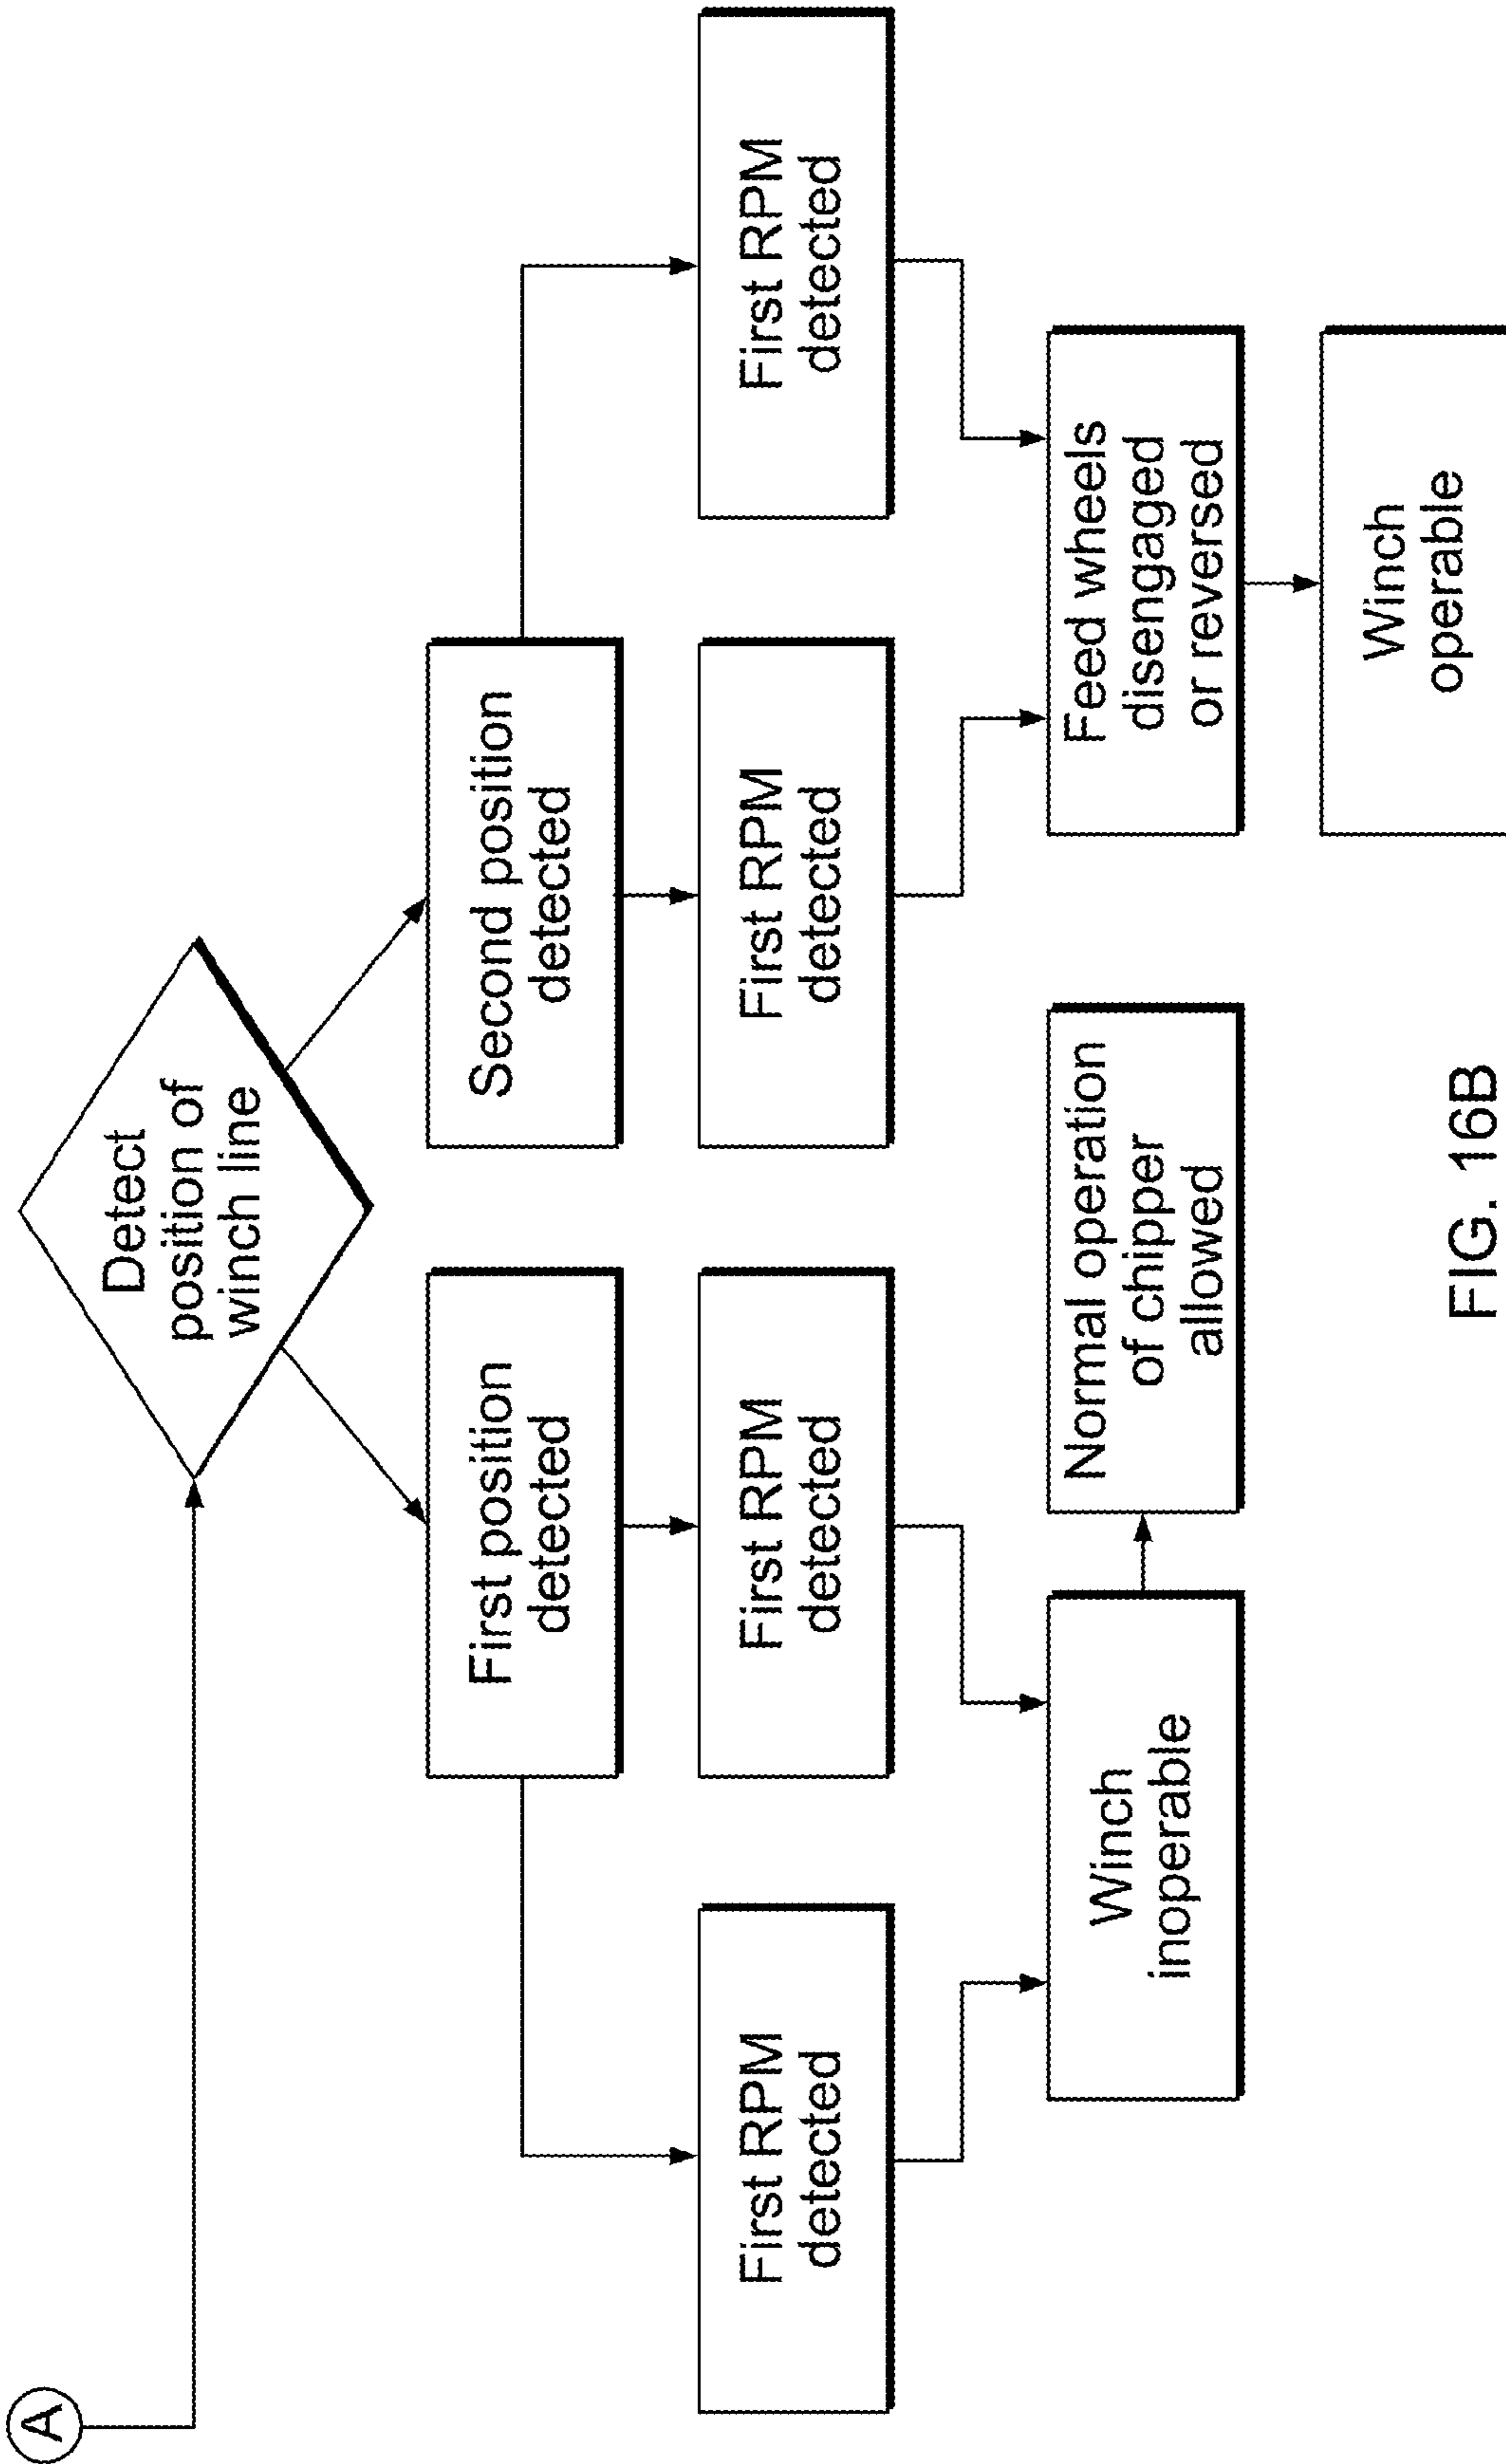 A
Detect
position of
winch line
First position
detected
Second position
detected
First RPM
detected
First RPM
detected
First RPM
detected
First RPM
detected
Winch
inoperable
Normal operation
of chipper
allowed
Feed wheels
disengaged
or reversed
Winch
operable
FIG. 16B